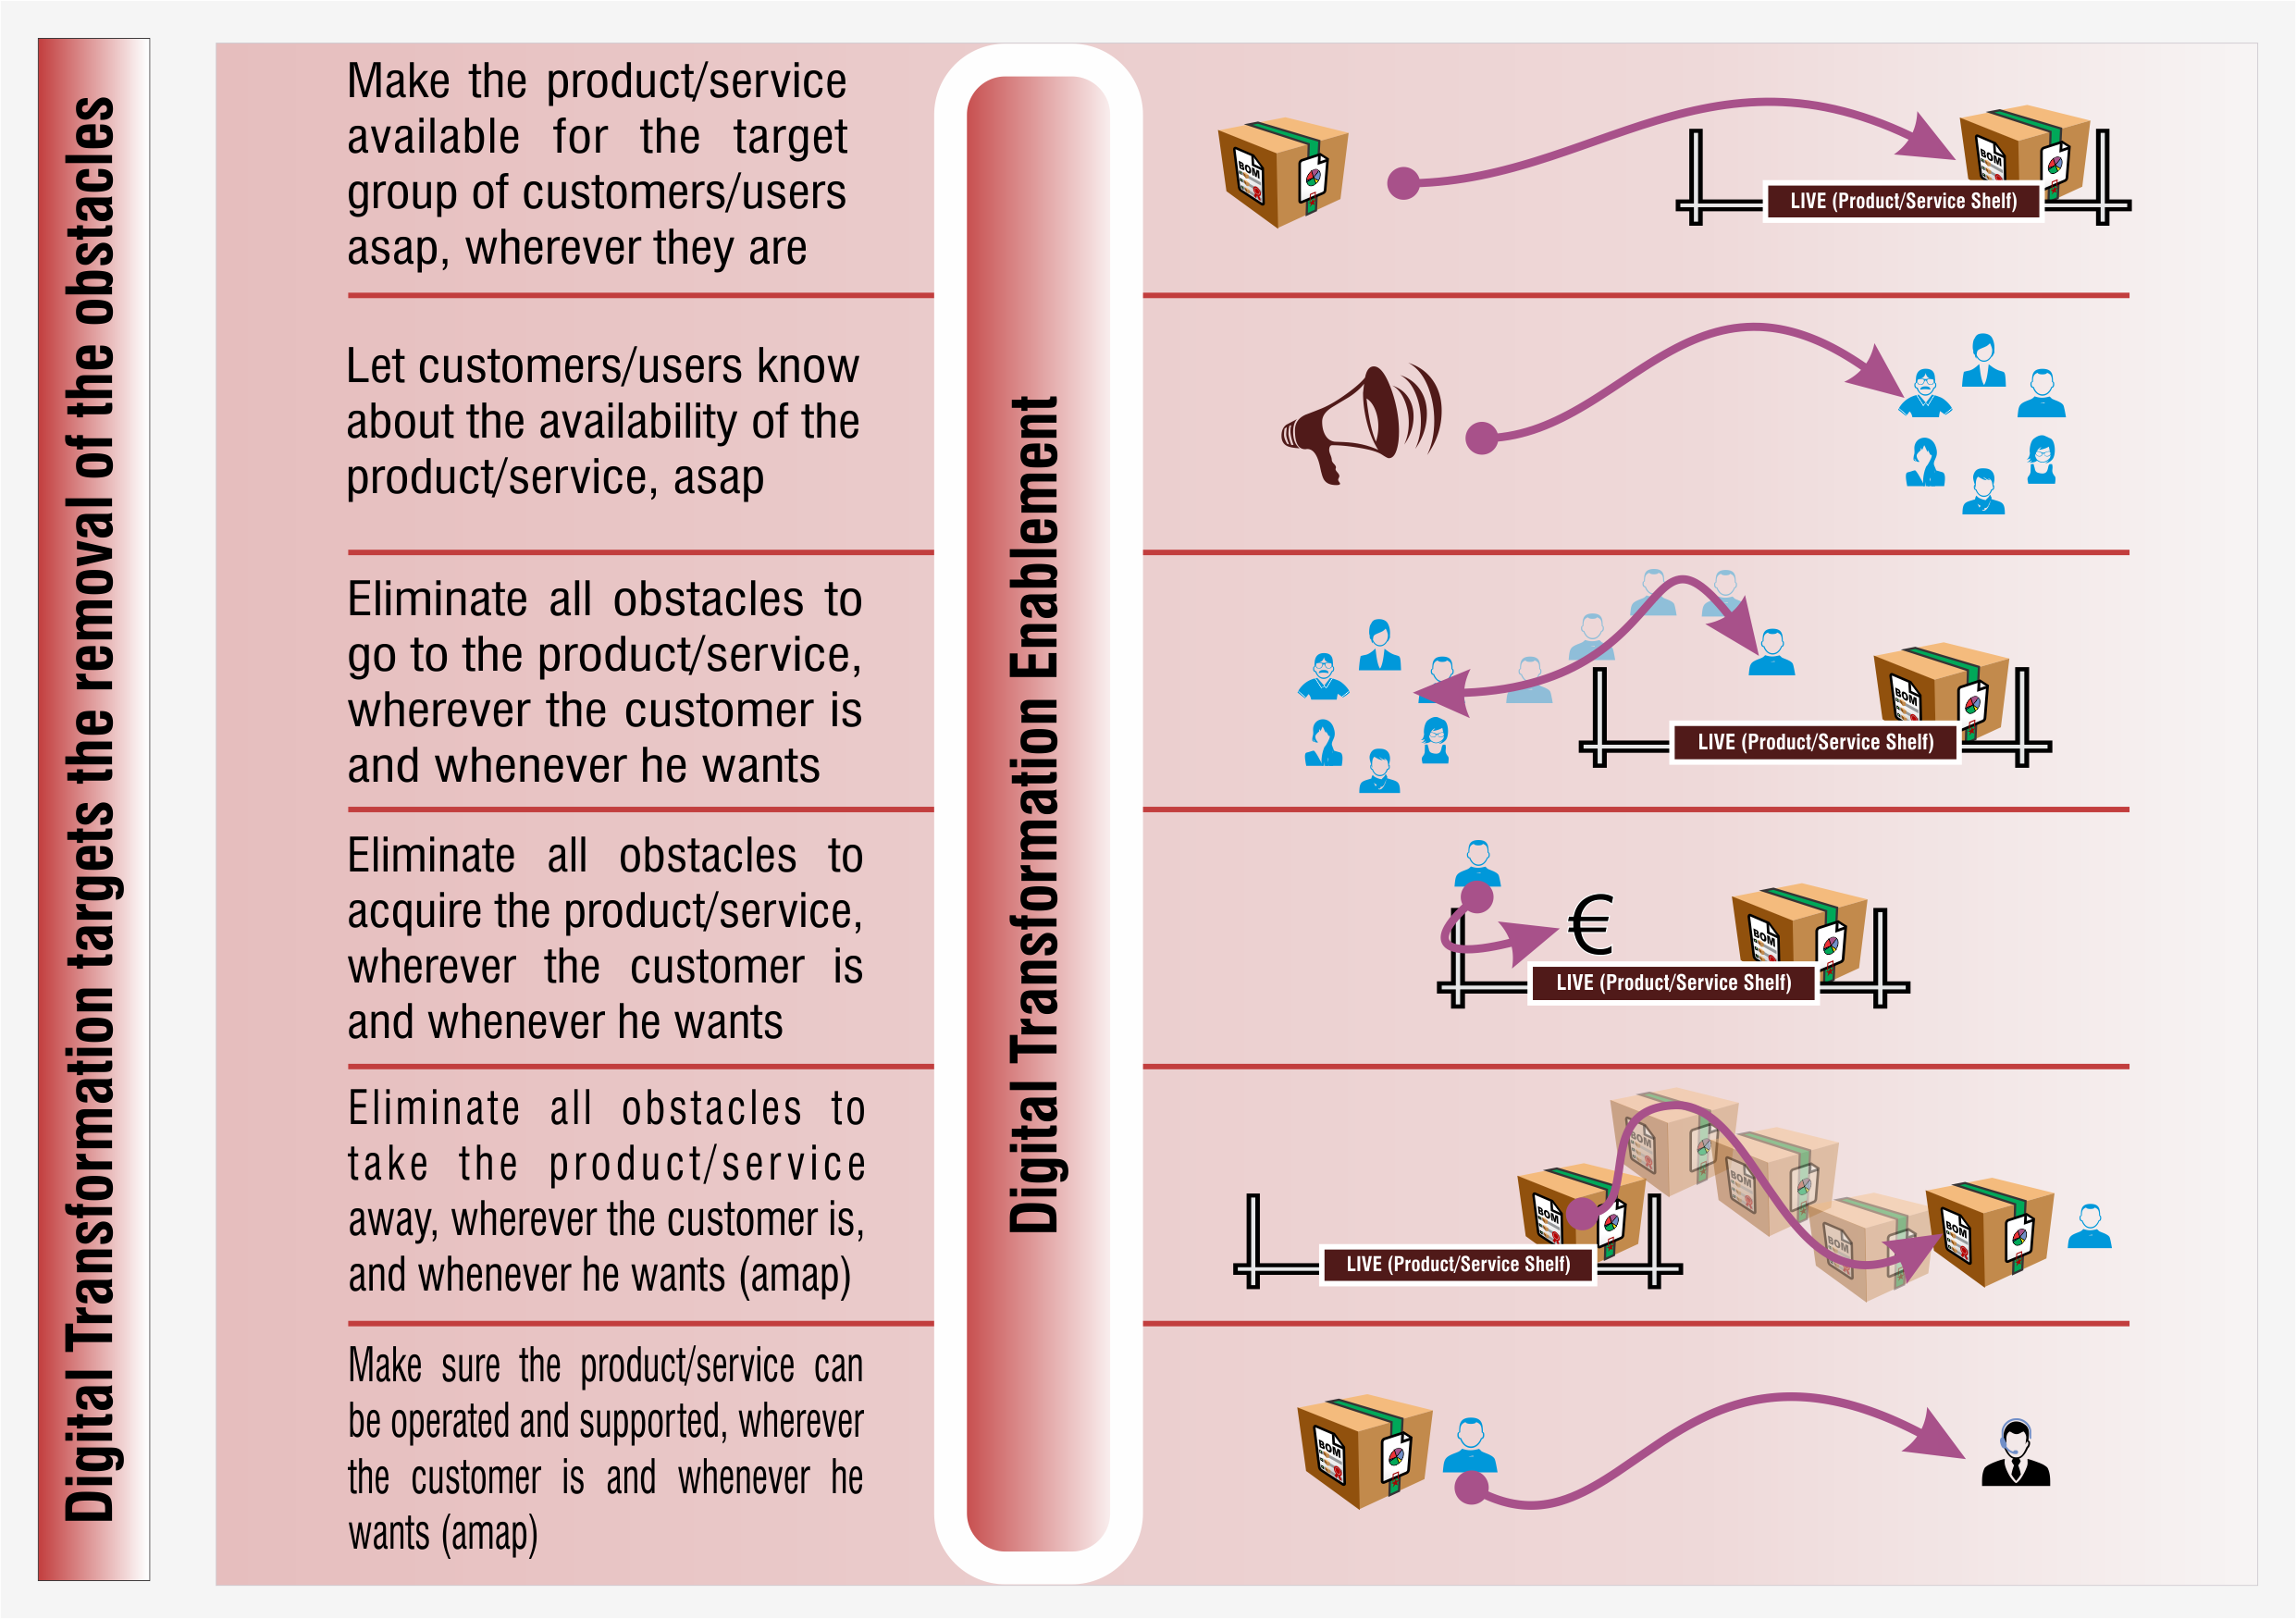 Digital Transformation targets the removal of the obstacles
Make the product/service
available for the target
group of customers/users
asap, wherever they are
BOM
BOM
LIVE (Product/Service Shelf)
Let customers/users know
about the availability of the
product/service, asap
Digital Transformation Enablement
Eliminate all obstacles to
go to the product/service,
wherever the customer is
and whenever he wants
BOM
LIVE (Product/Service Shelf)
Eliminate all obstacles to
acquire the product/service,
wherever the customer is
and whenever he wants
€
BOM
LIVE (Product/Service Shelf)
Eliminate all obstacles to
take the product/service
away, wherever the customer is,
and whenever he wants (amap)
BOM
BOM
BOM
BOM
BOM
LIVE (Product/Service Shelf)
Make sure the product/service can
be operated and supported, wherever
the customer is and whenever he
wants (amap)
BOM